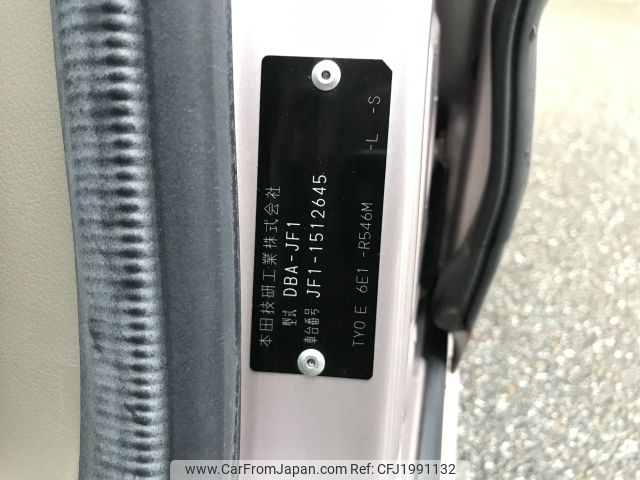 本田技研工業株式会社
型式 DBA-JF1
車台番号 JF1-1512645
TY0 E 6E1 -R546M -L -S
www.CarFromJapan.com | Ref:CFJ1991132